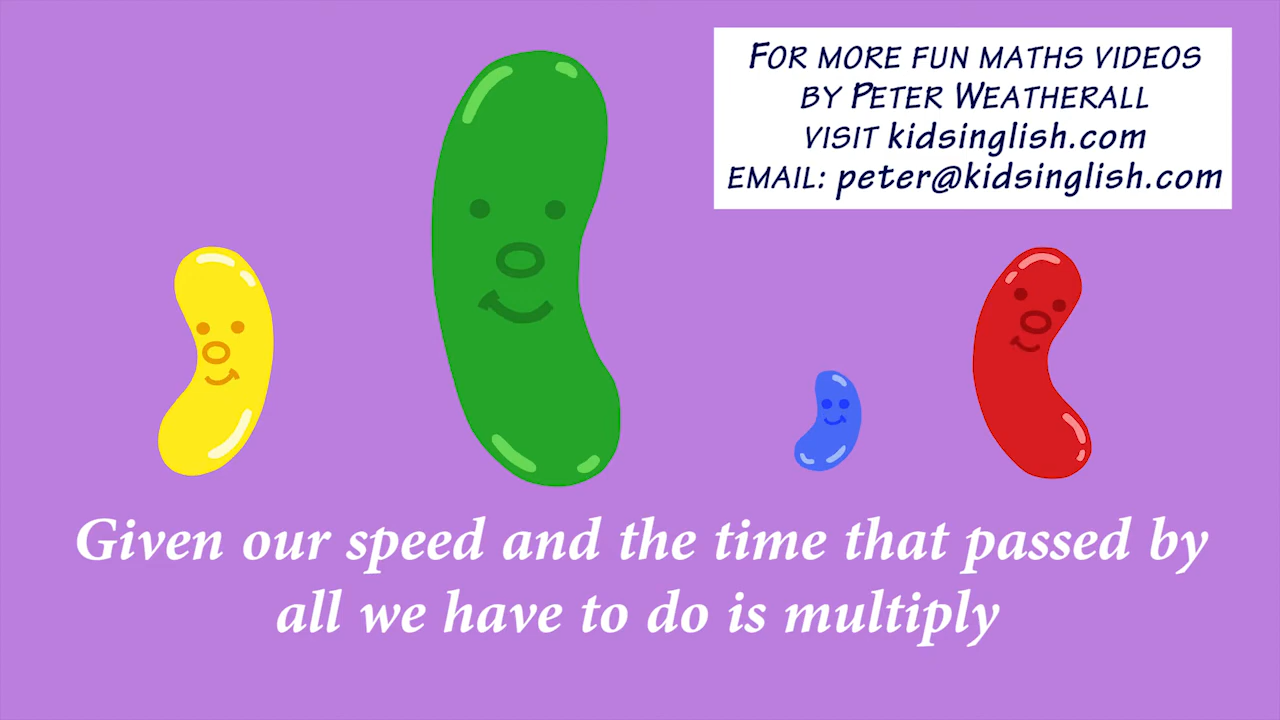 FOR MORE FUN MATHS VIDEOS
BY PETER WEATHERALL
VISIT kidsinglish.com
EMAIL: peter@kidsinglish.com
Given our speed and the time that passed by
all we have to do is multiply